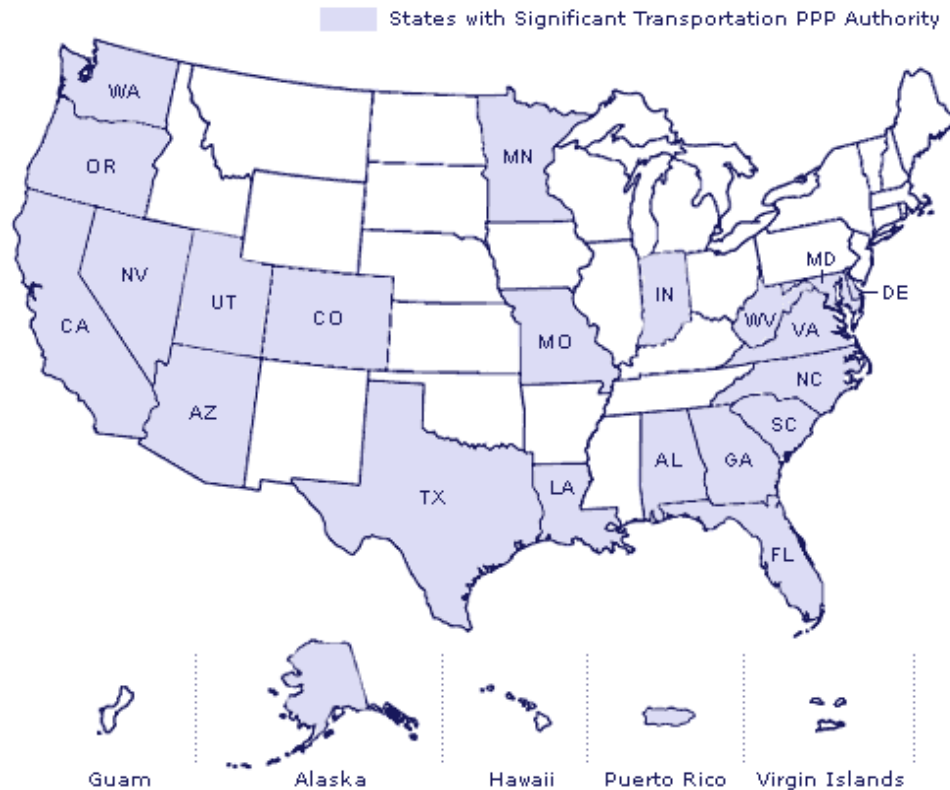 States with Significant Transportation PPP Authority
WA
OR
MN
MD
NV
IN
DE
UT
CO
WV
VA
CA
MO
NC
AZ
SC
AL
GA
LA
TX
FL
Guam
Alaska
Hawaii
Puerto Rico
Virgin Islands